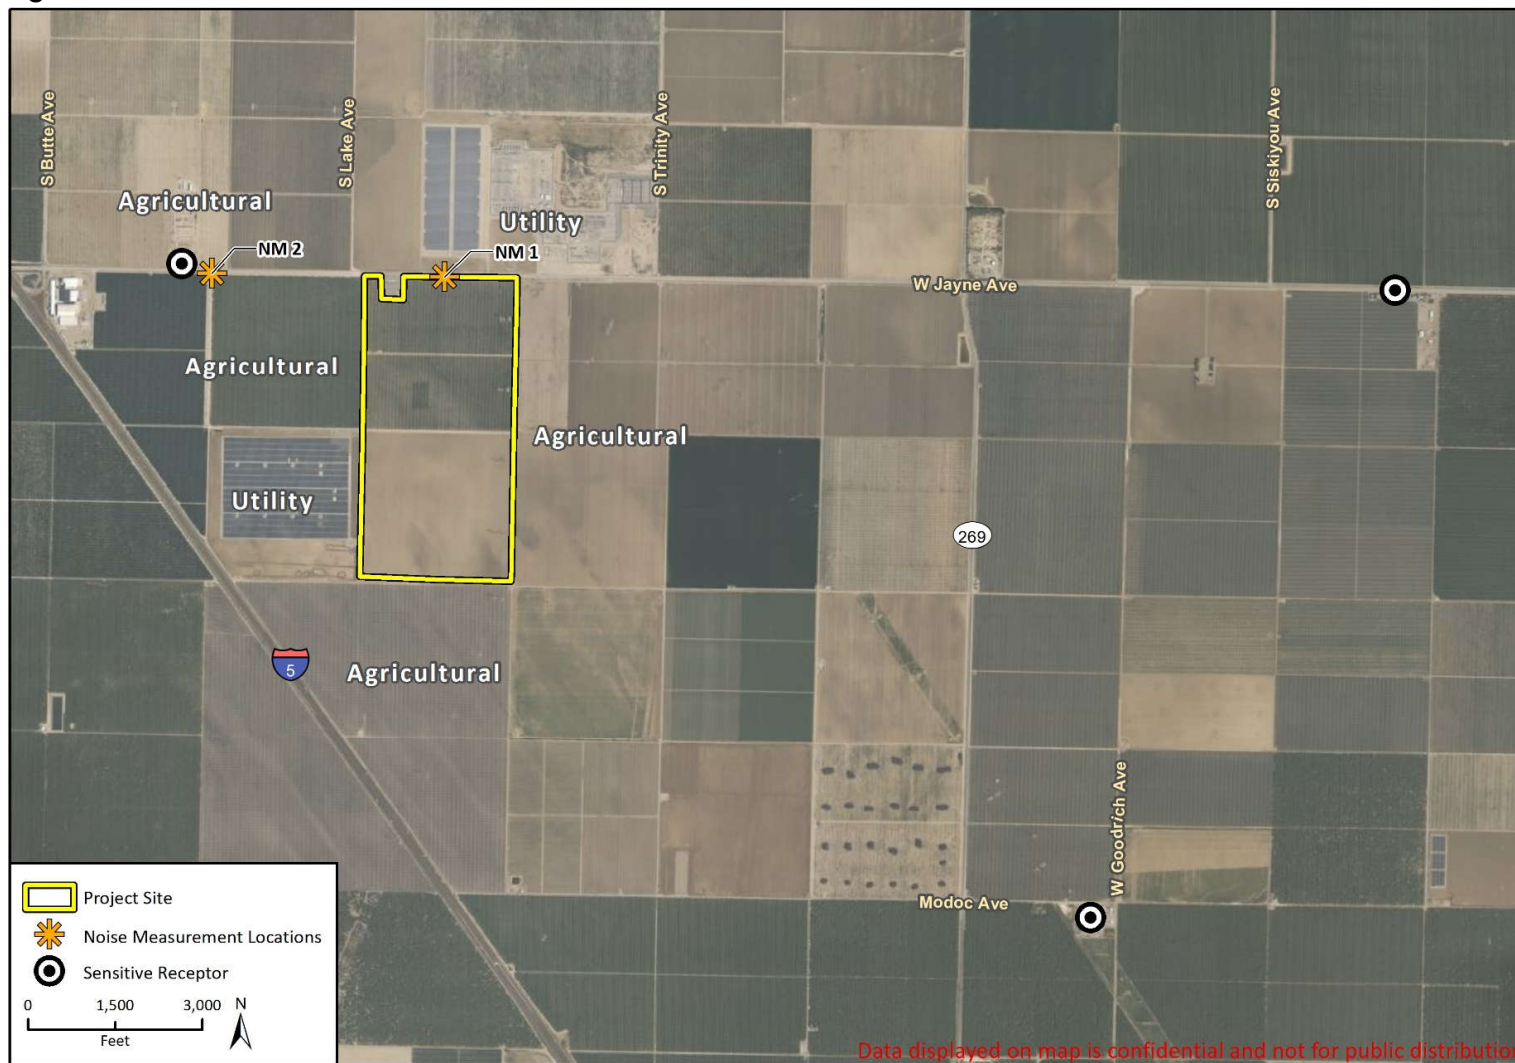 S Butte Ave
S Lake Ave
S Trinity Ave
S Siskiyou Ave
Agricultural
Utility
NM 2
NM 1
W Jayne Ave
Agricultural
Agricultural
Utility
269
5
Agricultural
W Goodrich Ave
Modoc Ave
Project Site
Noise Measurement Locations
Sensitive Receptor
0 1,500 3,000 N
Feet
Data displayed on map is confidential and not for public distribution